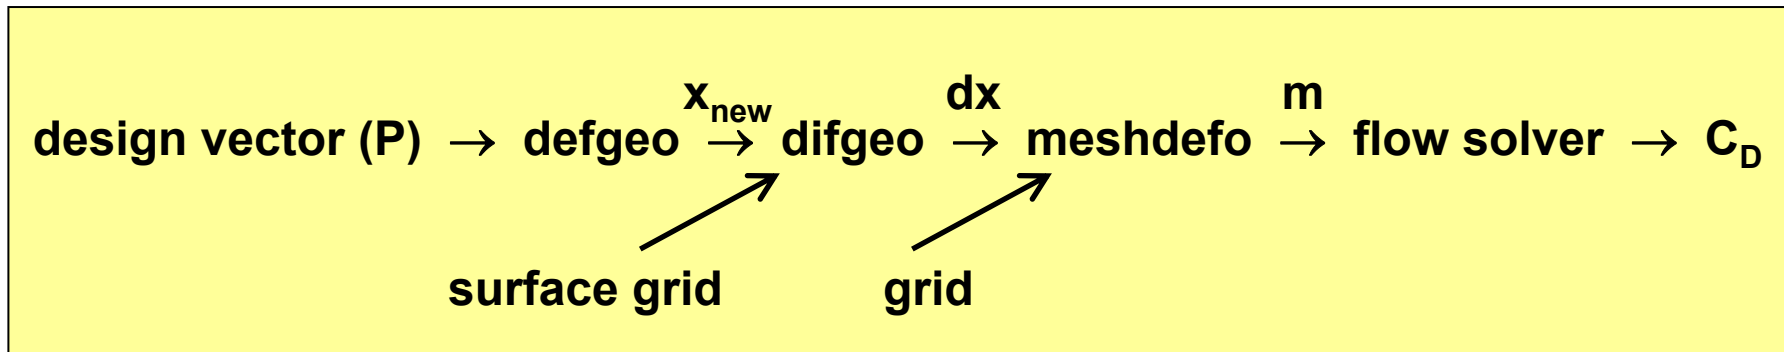 x_new dx m
design vector (P) → defgeo → difgeo → meshdefo → flow solver → C_D
surface grid grid